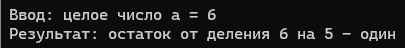 Ввод: целое число a = 6
Результат: остаток от деления 6 на 5 – один